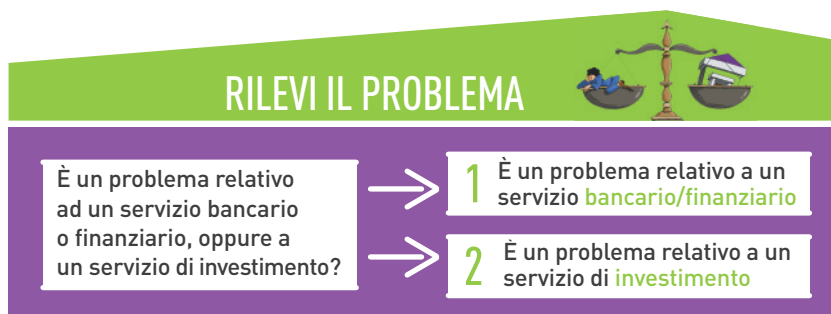 RILEVI IL PROBLEMA
È un problema relativo
ad un servizio bancario
o finanziario, oppure a
un servizio di investimento?
1
È un problema relativo a un
servizio bancario/finanziario
2
È un problema relativo a un
servizio di investimento